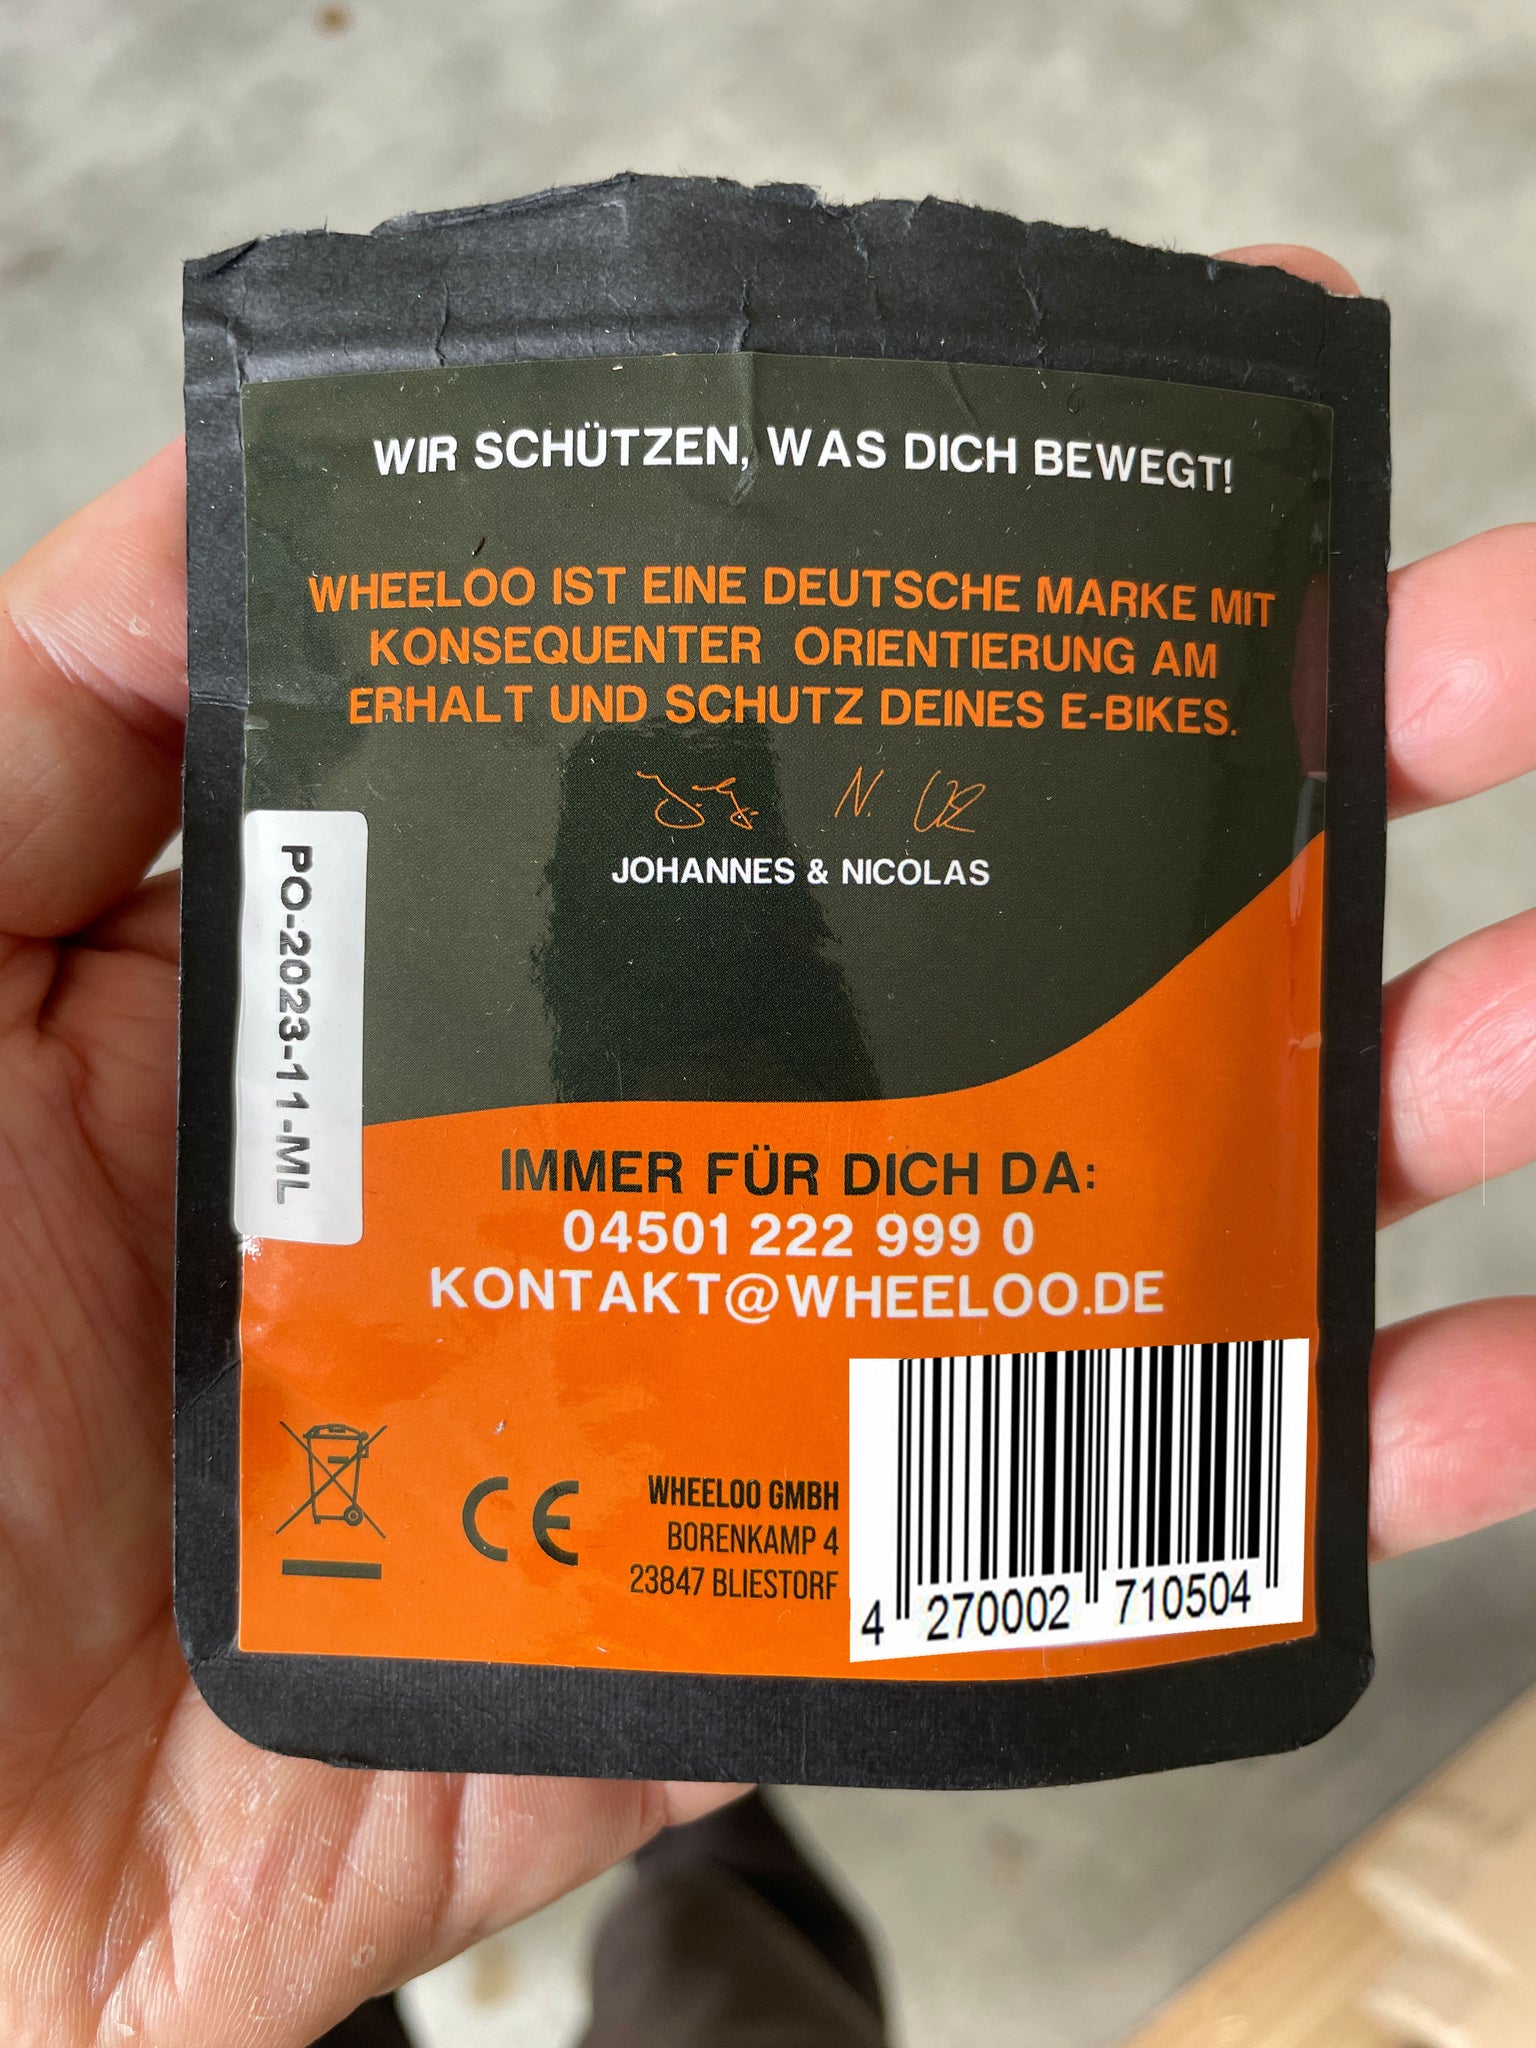 WIR SCHÜTZEN, WAS DICH BEWEGT!
WHEELOO IST EINE DEUTSCHE MARKE MIT
KONSEQUENTER ORIENTIERUNG AM
ERHALT UND SCHUTZ DEINES E-BIKES.
JOHANNES & NICOLAS
PO-2023-11-ML
IMMER FÜR DICH DA:
04501 222 999 0
KONTAKT@WHEELOO.DE
CE
WHEELOO GMBH
BORENKAMP 4
23847 BLIESTORF
4 270002 710504